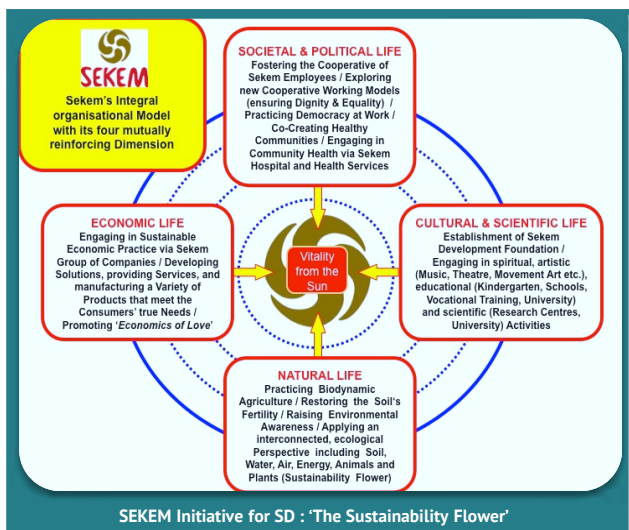 SEKEM
Sekem's Integral
organisational Model
with its four mutually
reinforcing Dimension
SOCIETAL & POLITICAL LIFE
Fostering the Cooperative of
Sekem Employees / Exploring
new Cooperative Working Models
(ensuring Dignity & Equality) /
Practicing Democracy at Work /
Co-Creating Healthy
Communities / Engaging in
Community Health via Sekem
Hospital and Health Services
ECONOMIC LIFE
Engaging in Sustainable
Economic Practice via Sekem
Group of Companies / Developing
Solutions, providing Services, and
manufacturing a Variety of
Products that meet the
Consumers' true Needs /
Promoting 'Economics of Love'
Vitality
from the
Sun
CULTURAL & SCIENTIFIC LIFE
Establishment of Sekem
Development Foundation /
Engaging in spiritual, artistic
(Music, Theatre, Movement Art etc.),
educational (Kindergarten, Schools,
Vocational Training, University)
and scientific (Research Centres,
University) Activities
NATURAL LIFE
Practicing Biodynamic
Agriculture / Restoring the Soil's
Fertility / Raising Environmental
Awareness / Applying an
interconnected, ecological
Perspective including Soil,
Water, Air, Energy, Animals and
Plants (Sustainability Flower)
SEKEM Initiative for SD : 'The Sustainability Flower'